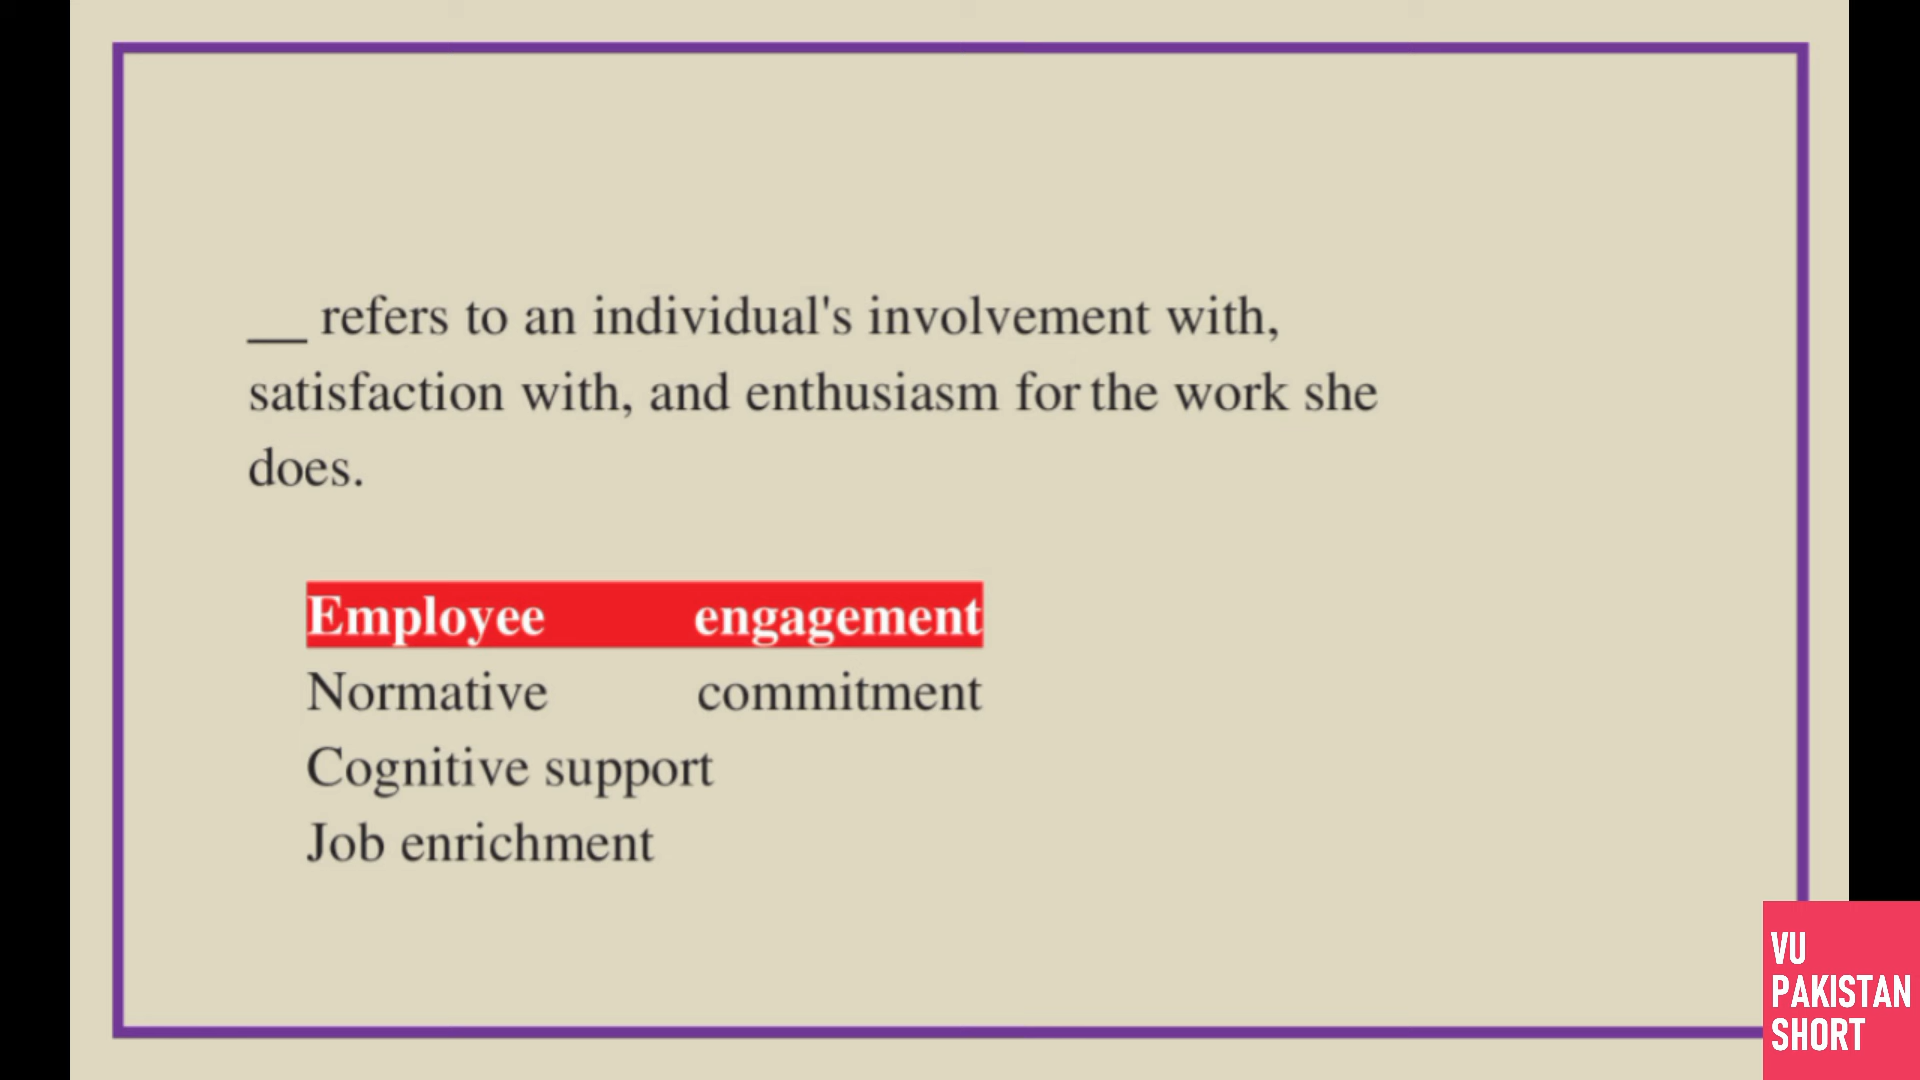 __ refers to an individual's involvement with,
satisfaction with, and enthusiasm for the work she
does.
Employee engagement
Normative commitment
Cognitive support
Job enrichment
VU
PAKISTAN
SHORT